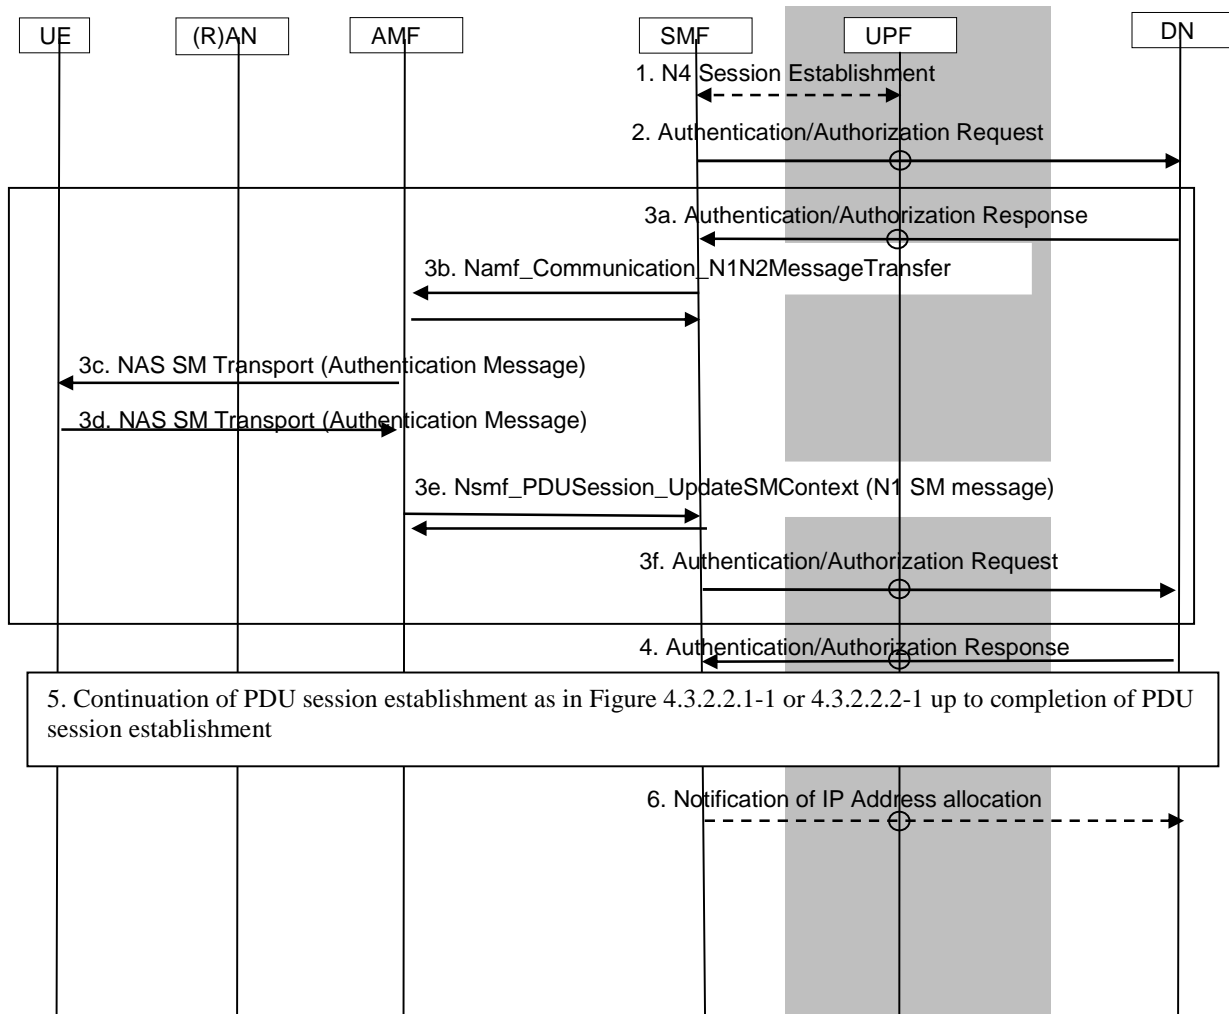 UE
(R)AN
AMF
SMF
UPF
DN
1. N4 Session Establishment
2. Authentication/Authorization Request
3a. Authentication/Authorization Response
3b. Namf_Communication_N1N2MessageTransfer
3c. NAS SM Transport (Authentication Message)
3d. NAS SM Transport (Authentication Message)
3e. Nsmf_PDUSession_UpdateSMContext (N1 SM message)
3f. Authentication/Authorization Request
4. Authentication/Authorization Response
5. Continuation of PDU session establishment as in Figure 4.3.2.2.1-1 or 4.3.2.2.2-1 up to completion of PDU
session establishment
6. Notification of IP Address allocation